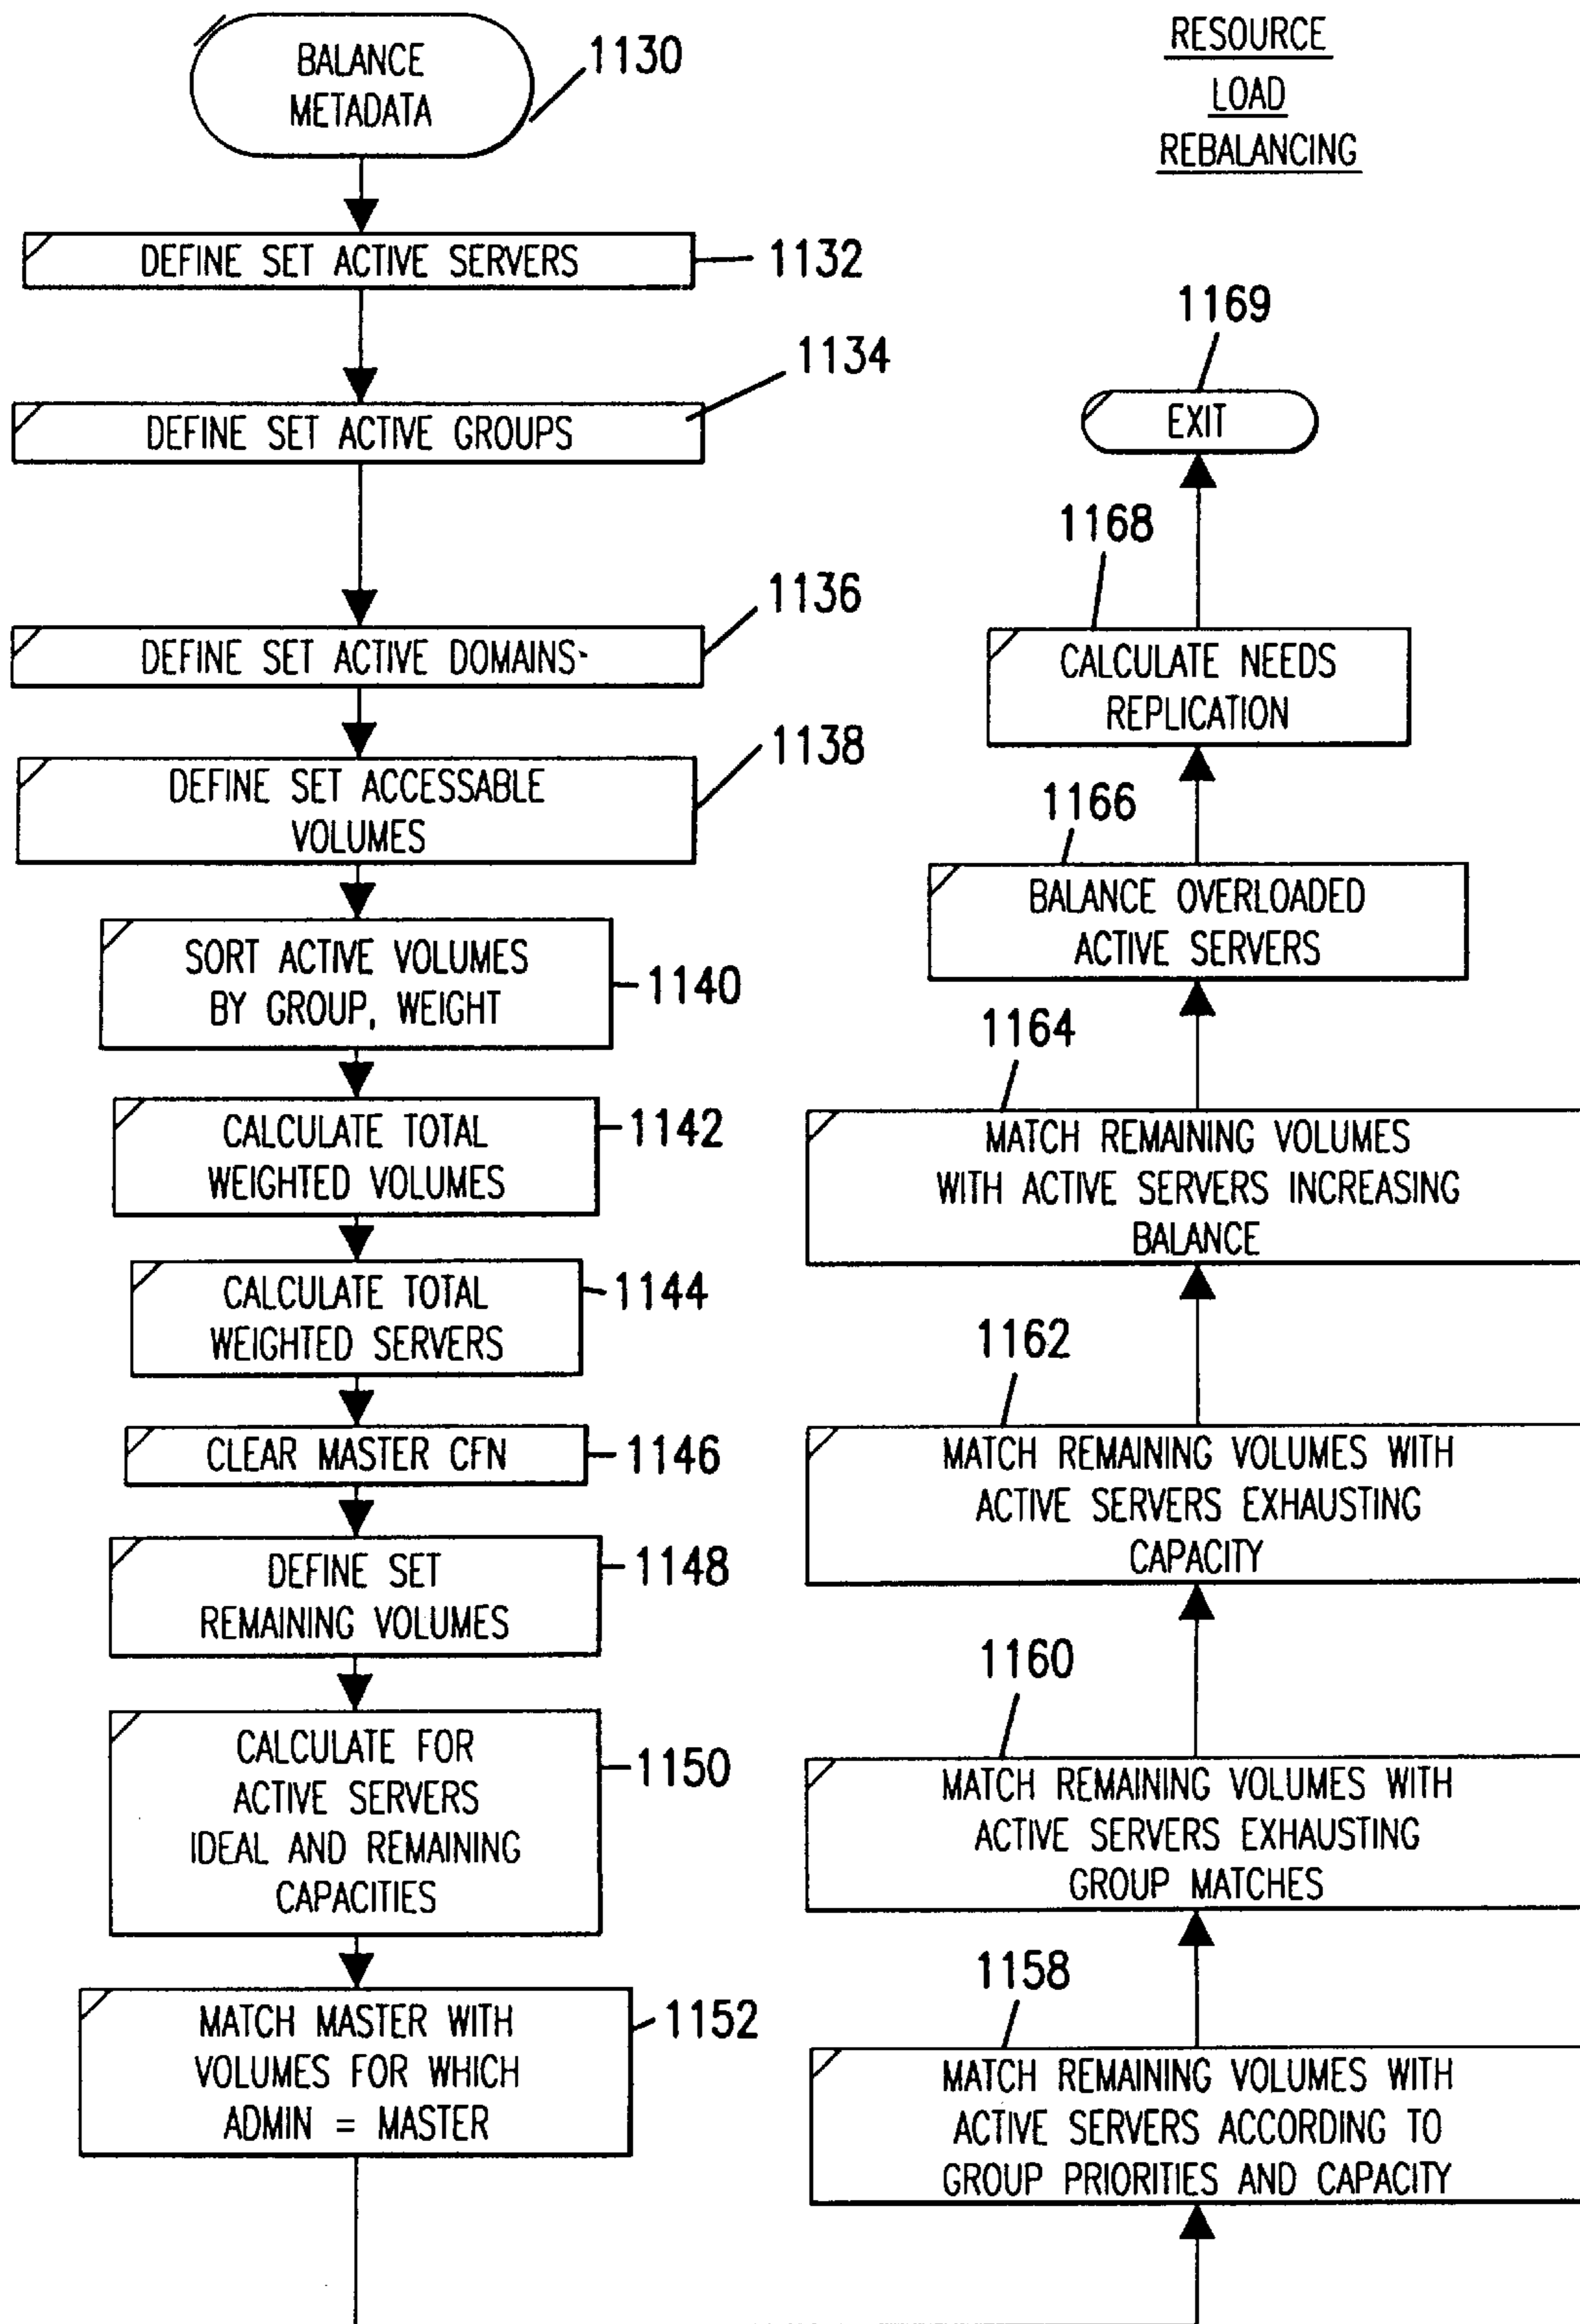 BALANCE
METADATA
1130
DEFINE SET ACTIVE SERVERS
1132
DEFINE SET ACTIVE GROUPS
1134
DEFINE SET ACTIVE DOMAINS
1136
DEFINE SET ACCESSABLE
VOLUMES
1138
SORT ACTIVE VOLUMES
BY GROUP, WEIGHT
1140
CALCULATE TOTAL
WEIGHTED VOLUMES
1142
CALCULATE TOTAL
WEIGHTED SERVERS
1144
CLEAR MASTER CFN
1146
DEFINE SET
REMAINING VOLUMES
1148
CALCULATE FOR
ACTIVE SERVERS
IDEAL AND REMAINING
CAPACITIES
1150
MATCH MASTER WITH
VOLUMES FOR WHICH
ADMIN = MASTER
1152
RESOURCE
LOAD
REBALANCING
1169
EXIT
1168
CALCULATE NEEDS
REPLICATION
1166
BALANCE OVERLOADED
ACTIVE SERVERS
1164
MATCH REMAINING VOLUMES
WITH ACTIVE SERVERS INCREASING
BALANCE
1162
MATCH REMAINING VOLUMES WITH
ACTIVE SERVERS EXHAUSTING
CAPACITY
1160
MATCH REMAINING VOLUMES WITH
ACTIVE SERVERS EXHAUSTING
GROUP MATCHES
1158
MATCH REMAINING VOLUMES WITH
ACTIVE SERVERS ACCORDING TO
GROUP PRIORITIES AND CAPACITY